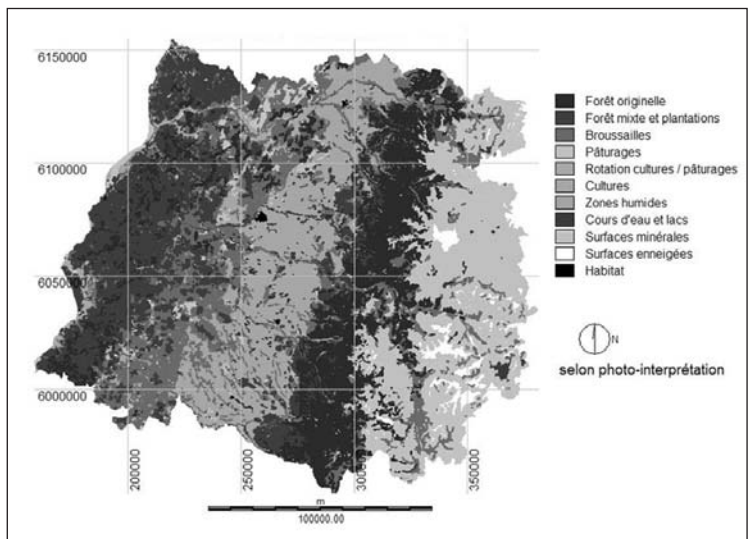 6150000
6100000
6050000
6000000
200000
250000
300000
350000
m
100000.00
Forêt originelle
Forêt mixte et plantations
Broussailles
Pâturages
Rotation cultures / pâturages
Cultures
Zones humides
Cours d'eau et lacs
Surfaces minérales
Surfaces enneigées
Habitat
N
selon photo-interprétation